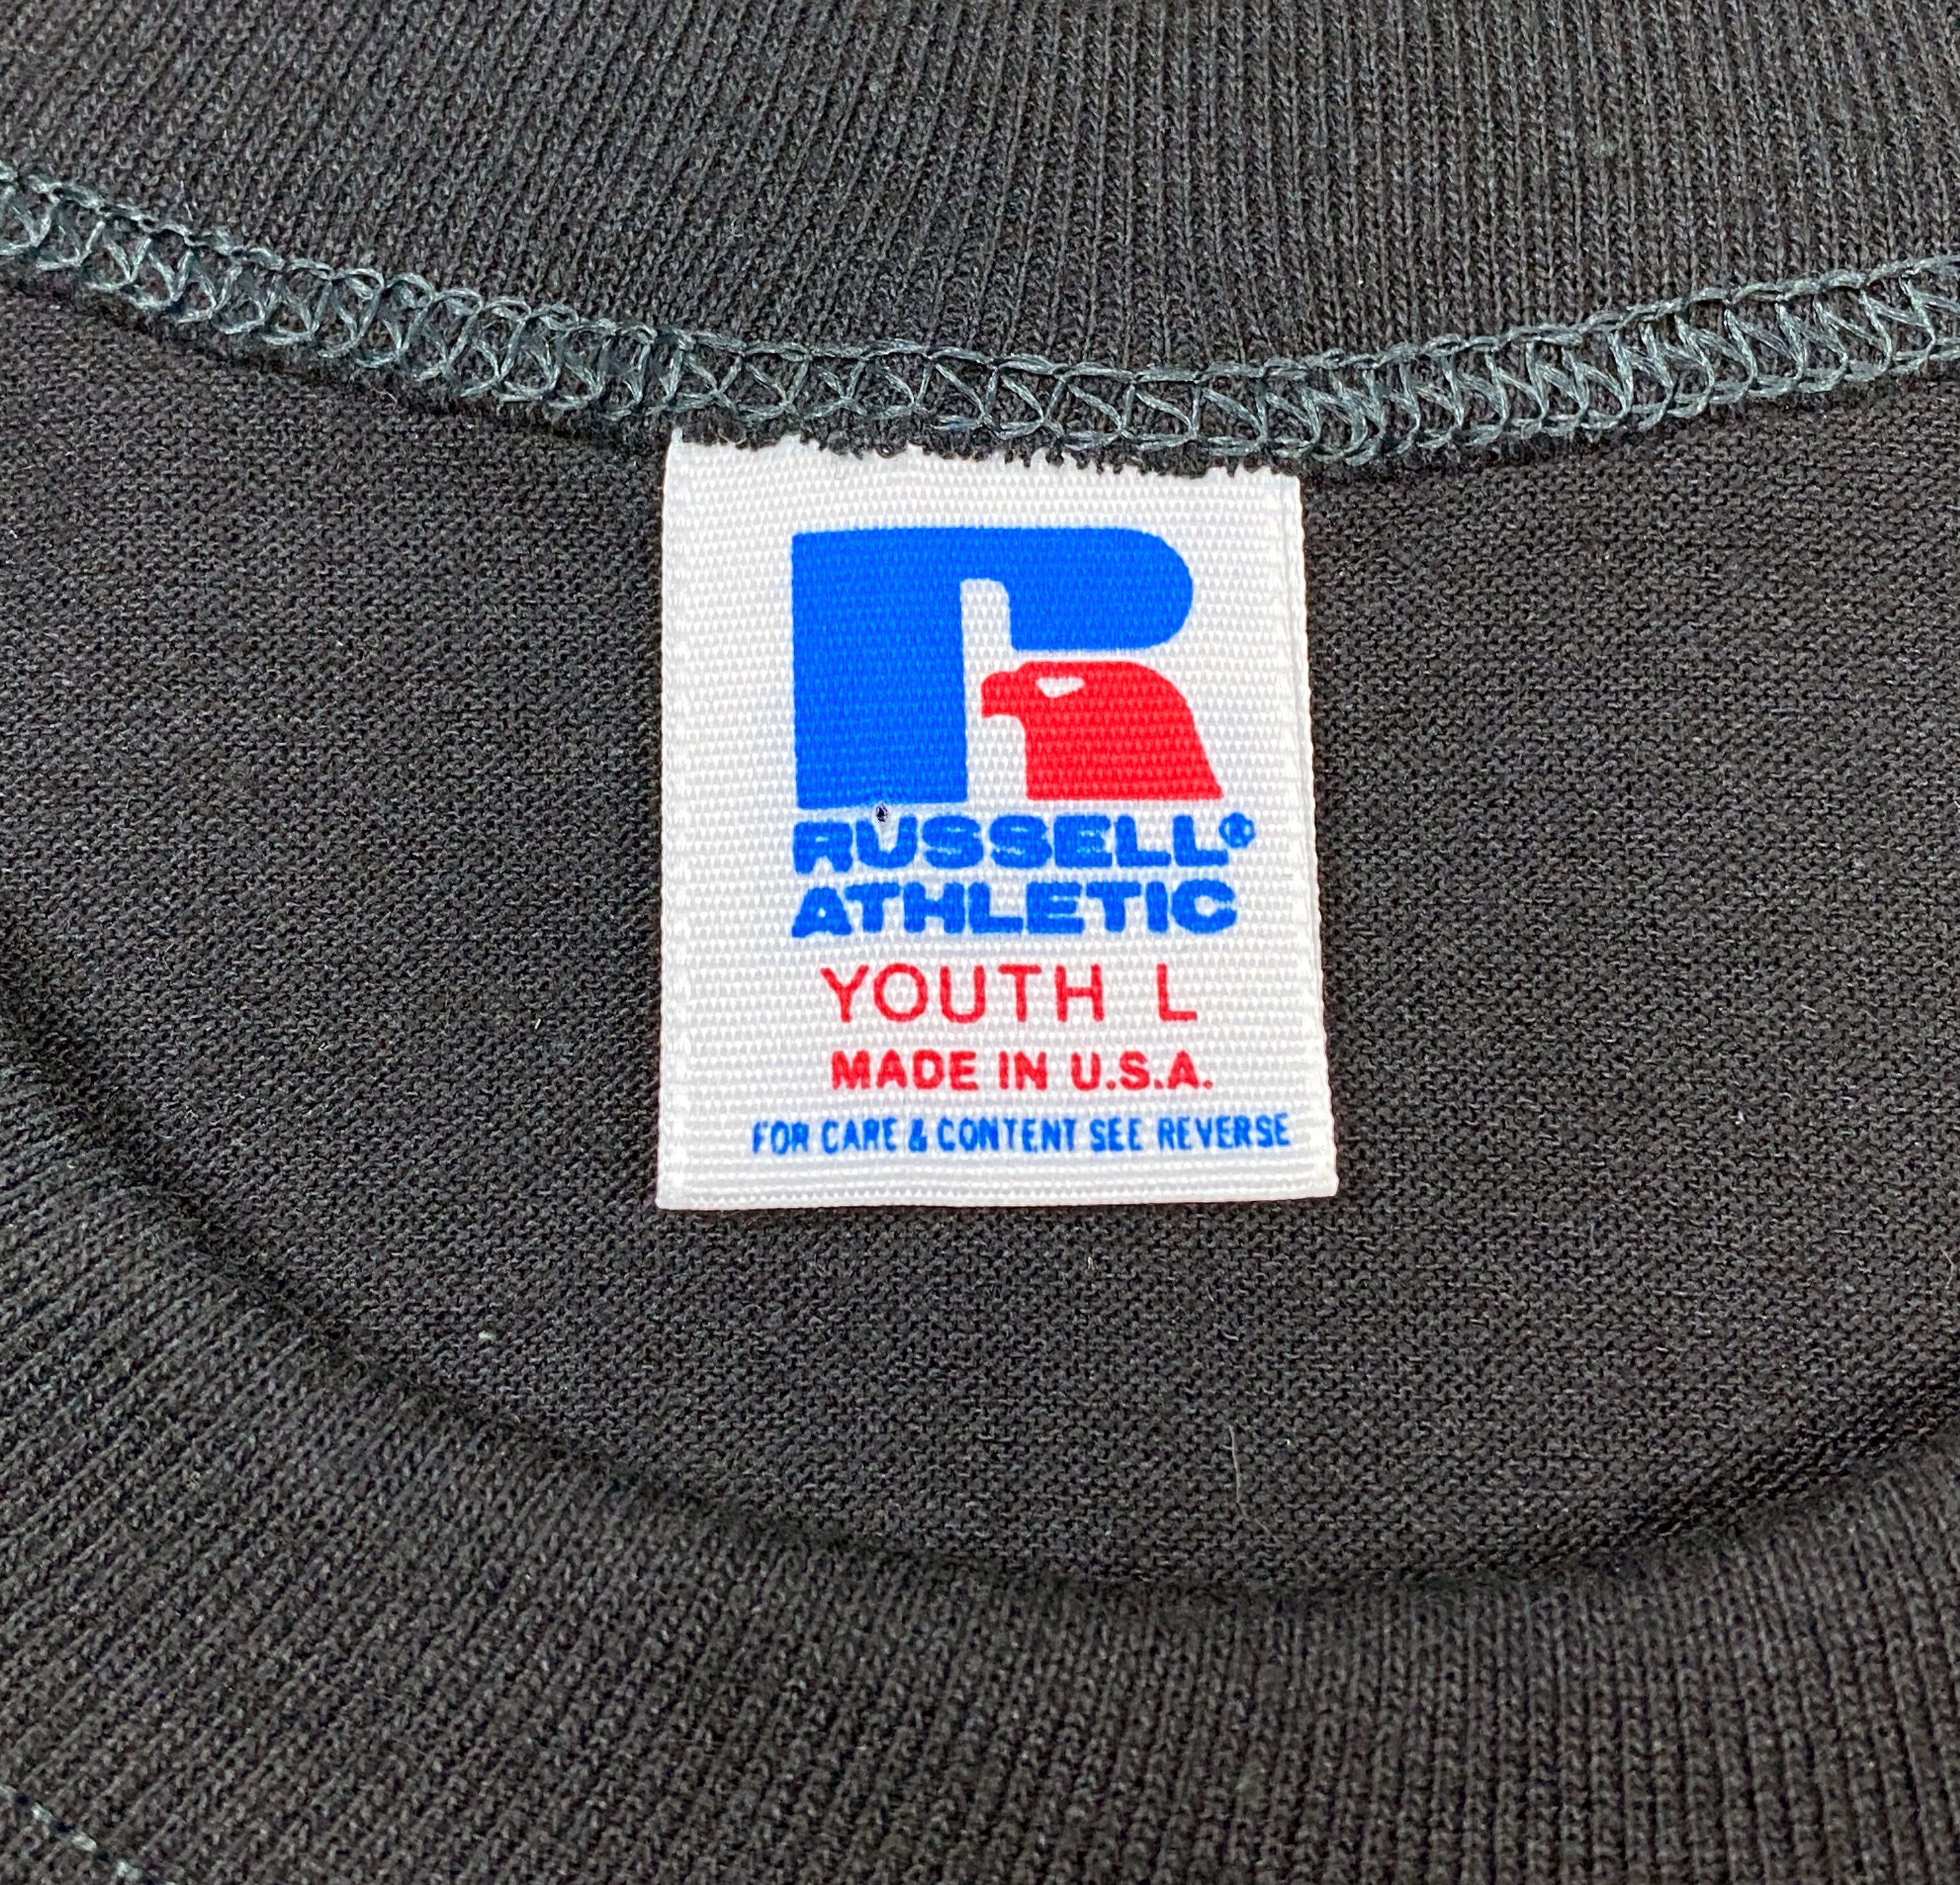 RUSSELL®
ATHLETIC
YOUTH L
MADE IN U.S.A.
FOR CARE & CONTENT SEE REVERSE